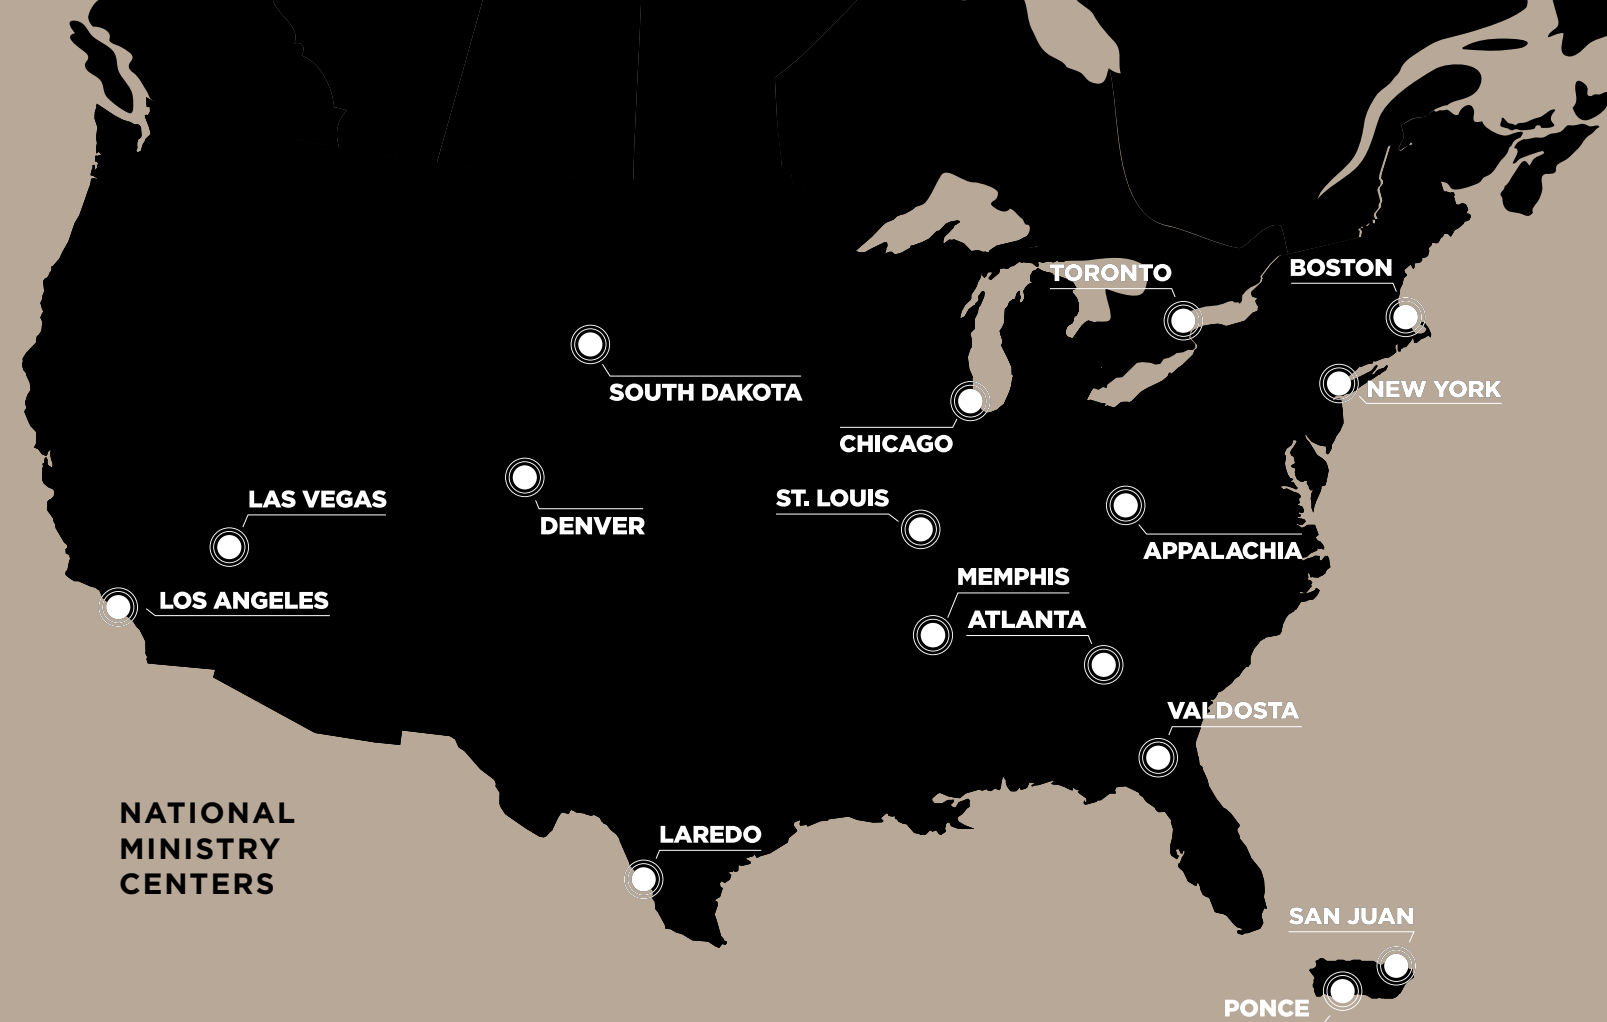 TORONTO
BOSTON
SOUTH DAKOTA
NEW YORK
CHICAGO
LAS VEGAS
ST. LOUIS
DENVER
APPALACHIA
MEMPHIS
LOS ANGELES
ATLANTA
VALDOSTA
NATIONAL
MINISTRY
CENTERS
LAREDO
SAN JUAN
PONCE